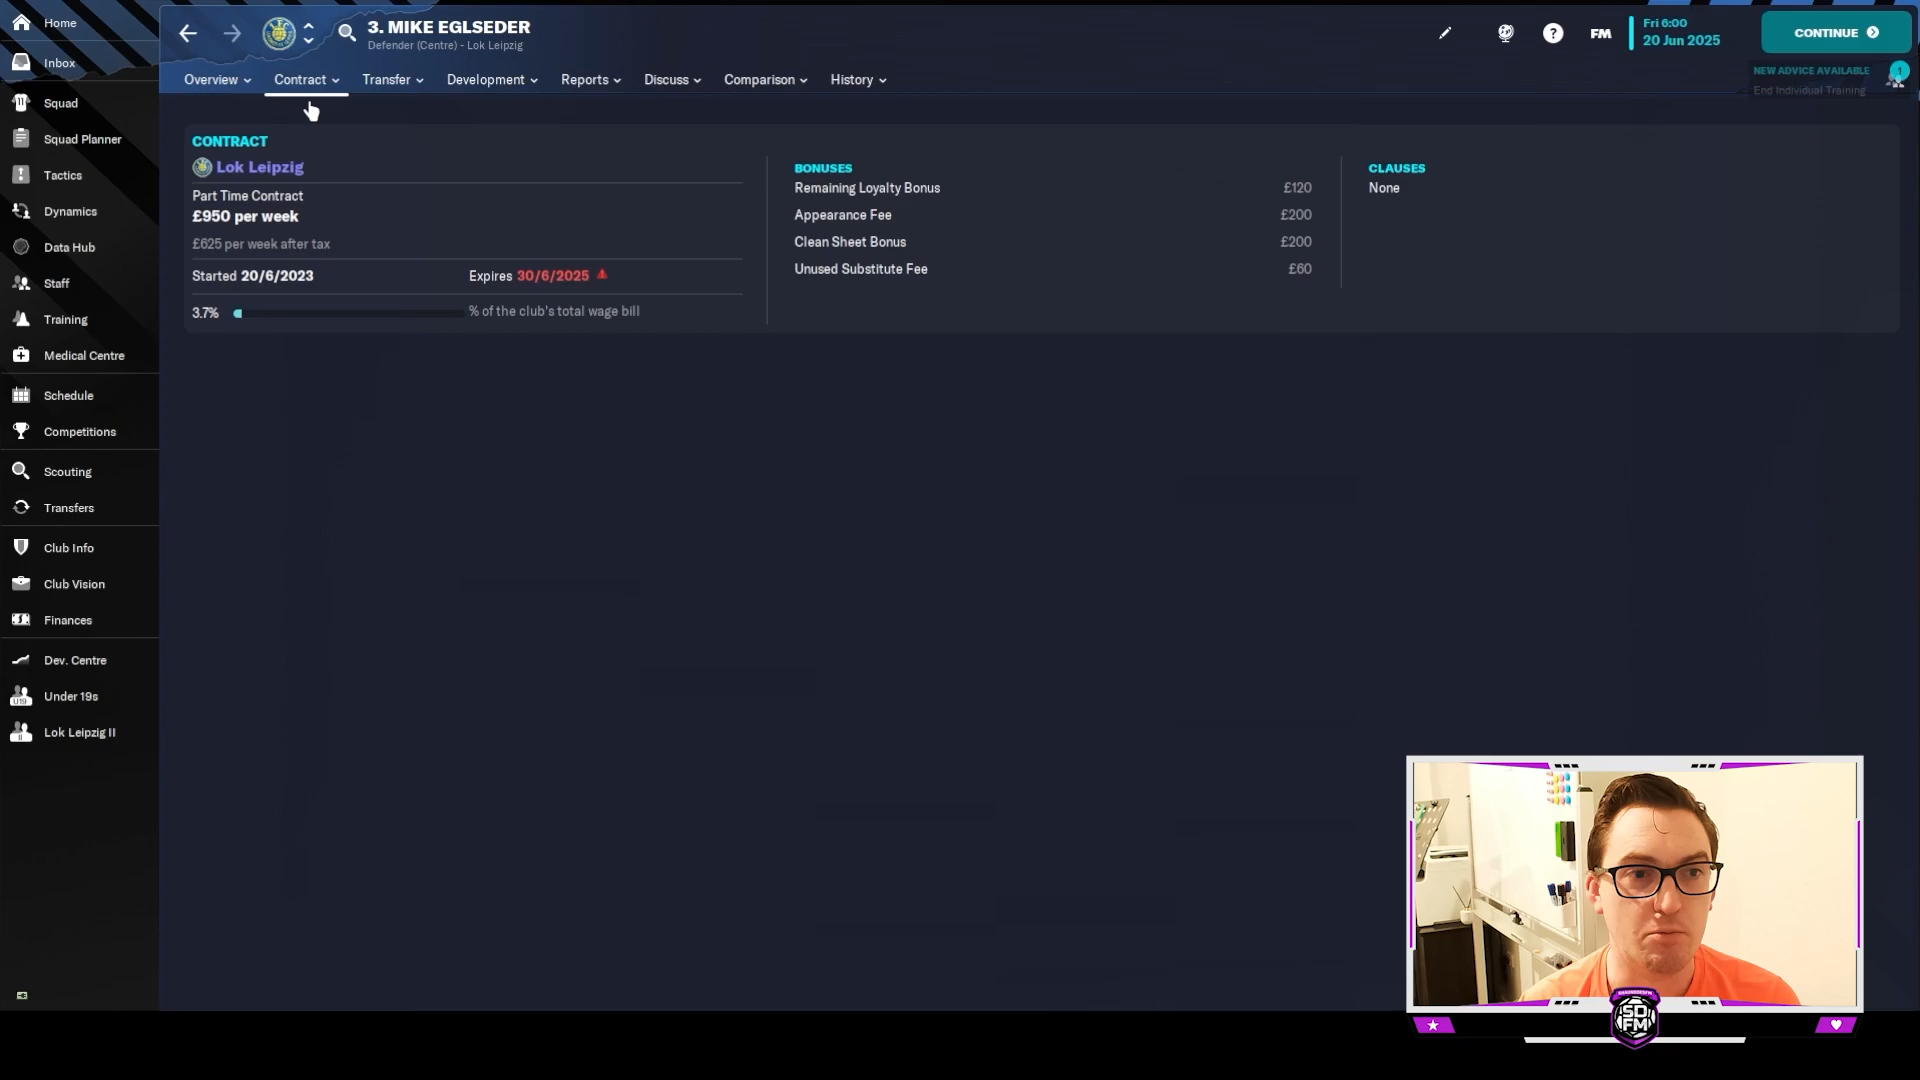 Home
Inbox
Squad
Squad Planner
Tactics
Dynamics
Data Hub
Staff
Training
Medical Centre
Schedule
Competitions
Scouting
Transfers
Club Info
Club Vision
Finances
Dev. Centre
Under 19s
Lok Leipzig II
3. MIKE EGLSEDER
Defender (Centre) - Lok Leipzig
FM
Fri 6:00
20 Jun 2025
CONTINUE
NEW ADVICE AVAILABLE
1
End Individual Training
Overview Contract Transfer Development Reports Discuss Comparison History
CONTRACT
Lok Leipzig
Part Time Contract
£950 per week
£625 per week after tax
Started 20/6/2023 Expires 30/6/2025
3.7% % of the club's total wage bill
BONUSES
Remaining Loyalty Bonus £120
Appearance Fee £200
Clean Sheet Bonus £200
Unused Substitute Fee £60
CLAUSES
None
SD
FM